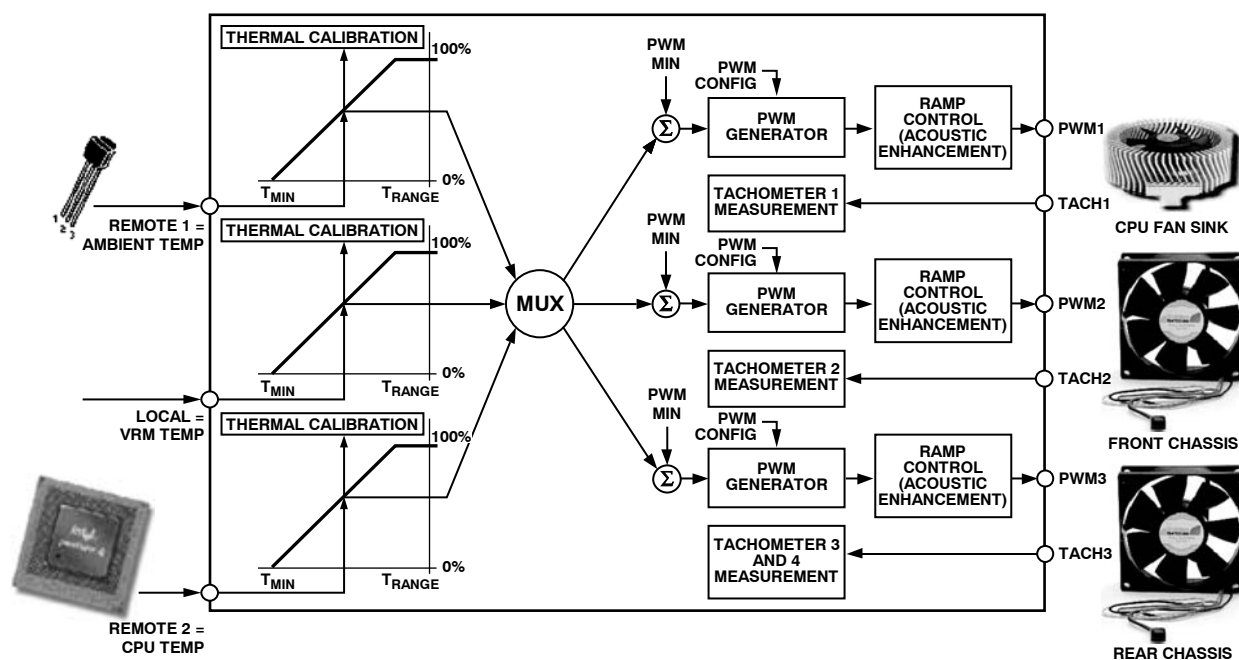 THERMAL CALIBRATION
100%
0%
T_MIN
T_RANGE
1
2
3
REMOTE 1 =
AMBIENT TEMP
THERMAL CALIBRATION
100%
0%
T_MIN
T_RANGE
LOCAL =
VRM TEMP
THERMAL CALIBRATION
100%
0%
T_MIN
T_RANGE
REMOTE 2 =
CPU TEMP
MUX
PWM
MIN
Σ
PWM
CONFIG
PWM
GENERATOR
RAMP
CONTROL
(ACOUSTIC
ENHANCEMENT)
PWM1
TACHOMETER 1
MEASUREMENT
TACH1
CPU FAN SINK
PWM
MIN
Σ
PWM
CONFIG
PWM
GENERATOR
RAMP
CONTROL
(ACOUSTIC
ENHANCEMENT)
PWM2
TACHOMETER 2
MEASUREMENT
TACH2
FRONT CHASSIS
PWM
MIN
Σ
PWM
CONFIG
PWM
GENERATOR
RAMP
CONTROL
(ACOUSTIC
ENHANCEMENT)
PWM3
TACHOMETER 3
AND 4
MEASUREMENT
TACH3
REAR CHASSIS